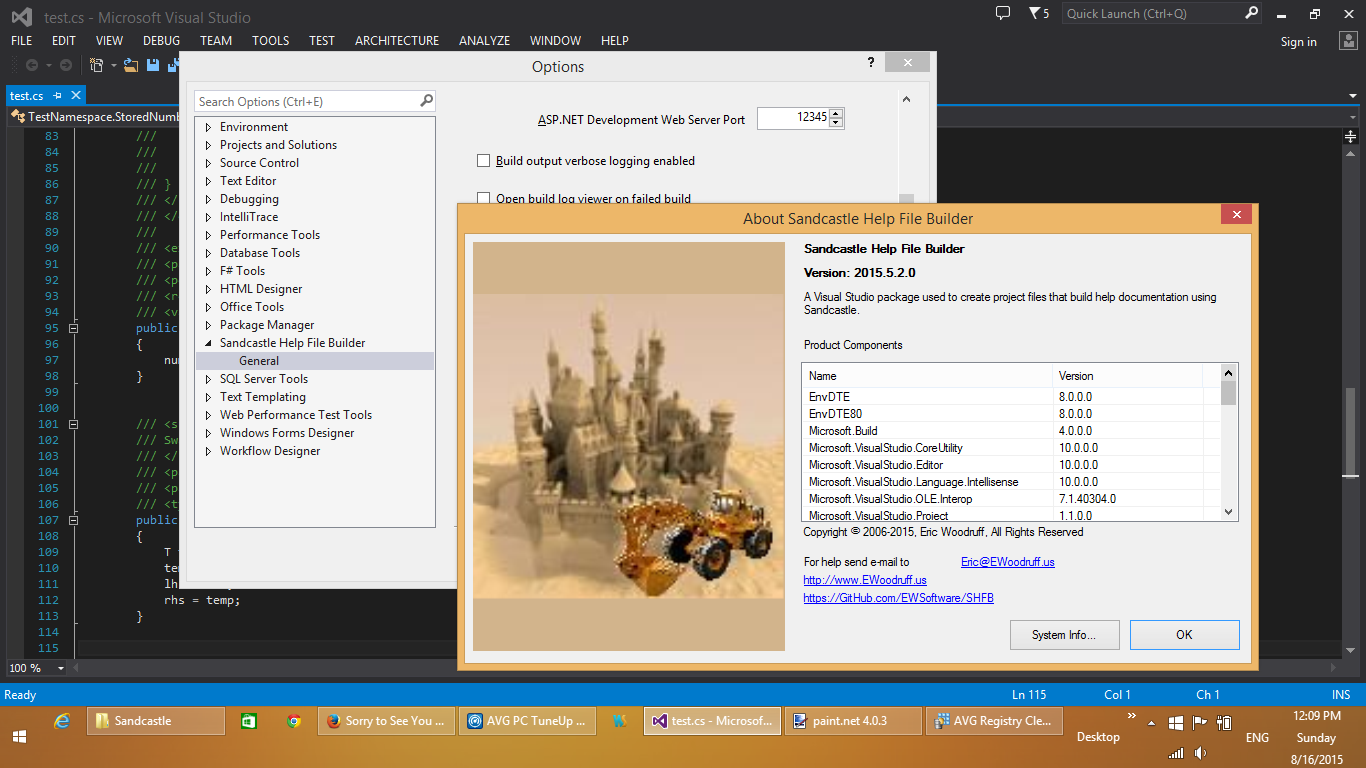 test.cs - Microsoft Visual Studio
5
Quick Launch (Ctrl+Q)
FILE EDIT VIEW DEBUG TEAM TOOLS TEST ARCHITECTURE ANALYZE WINDOW HELP
Sign in
test.cs
TestNamespace.StoredNumb
83 ///
84 ///
85 ///
86 /// }
87 /// </
88 /// </
89 ///
90 /// <e
91 /// <p
92 /// <p
93 /// <r
94 /// <v
95 public
96 {
97 nu
98 }
99
100
101 /// <s
102 /// Sw
103 /// </
104 /// <p
105 /// <p
106 /// <t
107 public
108 {
109 T
110 te
111 lh
112 rhs = temp;
113 }
114
115
100 %
Options
?
Search Options (Ctrl+E)
Environment
Projects and Solutions
Source Control
Text Editor
Debugging
IntelliTrace
Performance Tools
Database Tools
F# Tools
HTML Designer
Office Tools
Package Manager
Sandcastle Help File Builder
General
SQL Server Tools
Text Templating
Web Performance Test Tools
Windows Forms Designer
Workflow Designer
ASP.NET Development Web Server Port 12345
Build output verbose logging enabled
Open build log viewer on failed build
About Sandcastle Help File Builder
Sandcastle Help File Builder
Version: 2015.5.2.0
A Visual Studio package used to create project files that build help documentation using
Sandcastle.
Product Components
Name Version
EnvDTE 8.0.0.0
EnvDTE80 8.0.0.0
Microsoft.Build 4.0.0.0
Microsoft.VisualStudio.CoreUtility 10.0.0.0
Microsoft.VisualStudio.Editor 10.0.0.0
Microsoft.VisualStudio.Language.Intellisense 10.0.0.0
Microsoft.VisualStudio.OLE.Interop 7.1.40304.0
Microsoft.VisualStudio.Project 1.1.0.0
Copyright © 2006-2015, Eric Woodruff, All Rights Reserved
For help send e-mail to Eric@EWoodruff.us
http://www.EWoodruff.us
https://GitHub.com/EWSoftware/SHFB
System Info... OK
Ready Ln 115 Col 1 Ch 1 INS
Sandcastle
Sorry to See You ...
AVG PC TuneUp ...
test.cs - Microsof...
paint.net 4.0.3
AVG Registry Cle...
Desktop
ENG
12:09 PM
Sunday
8/16/2015